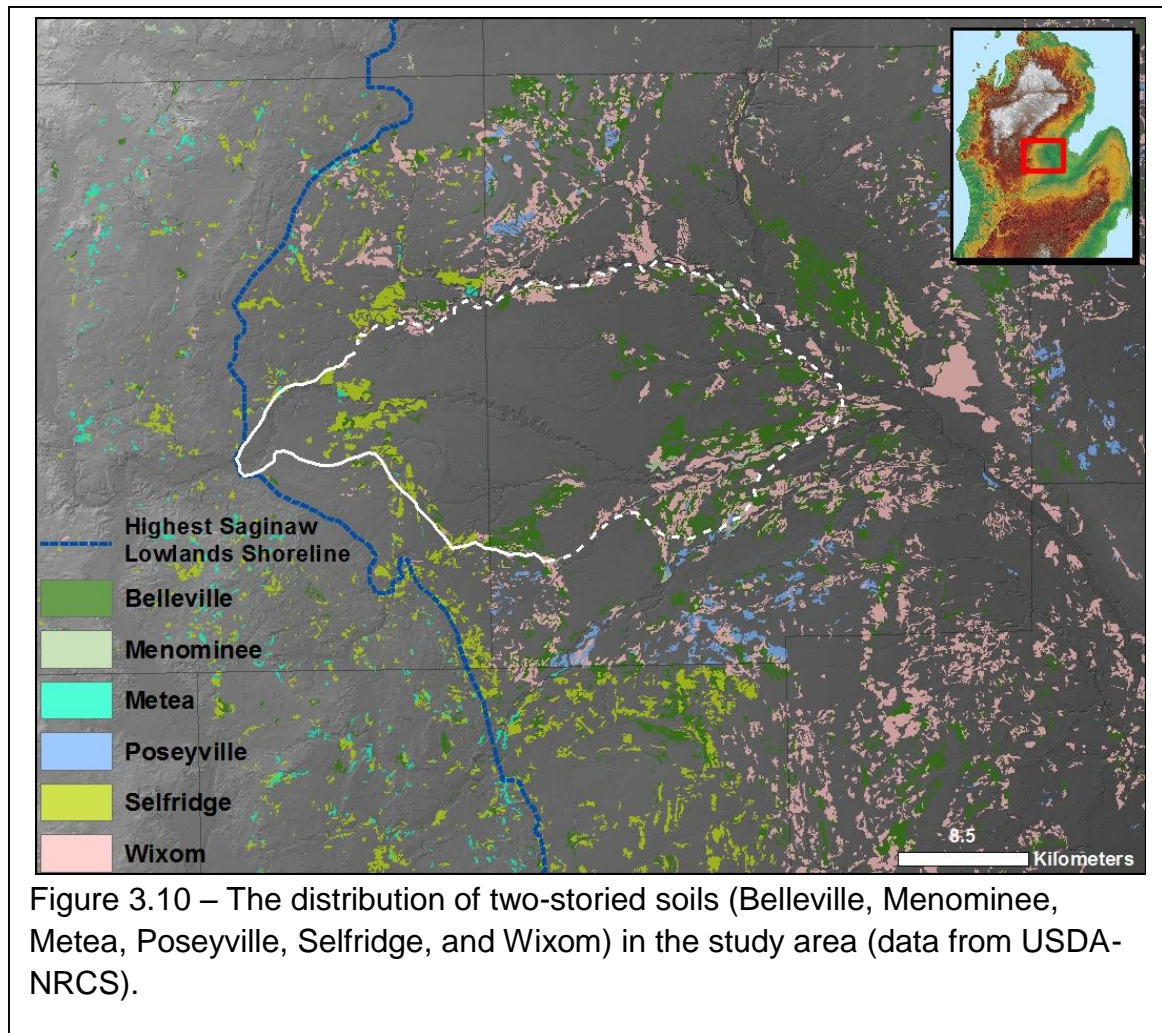 Highest Saginaw
Lowlands Shoreline
Belleville
Menominee
Metea
Poseyville
Selfridge
Wixom
8.5
Kilometers
Figure 3.10 – The distribution of two-storied soils (Belleville, Menominee,
Metea, Poseyville, Selfridge, and Wixom) in the study area (data from USDA-
NRCS).